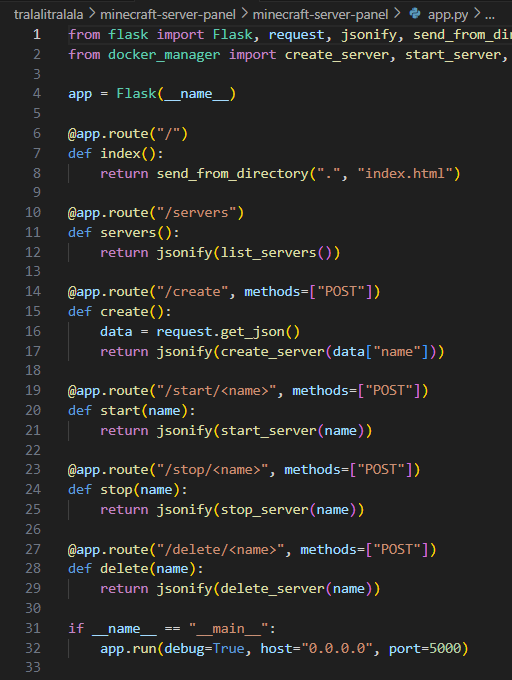 tralalitralala > minecraft-server-panel > minecraft-server-panel > app.py > ...
1 from flask import Flask, request, jsonify,
2 from docker_manager import create_server, start_server,
3
4 app = Flask(__name__)
5
6 @app.route("/")
7 def index():
8     return send_from_directory(".", "index.html")
9
10 @app.route("/servers")
11 def servers():
12     return jsonify(list_servers())
13
14 @app.route("/create", methods=["POST"])
15 def create():
16     data = request.get_json()
17     return jsonify(create_server(data["name"]))
18
19 @app.route("/start/<name>", methods=["POST"])
20 def start(name):
21     return jsonify(start_server(name))
22
23 @app.route("/stop/<name>", methods=["POST"])
24 def stop(name):
25     return jsonify(stop_server(name))
26
27 @app.route("/delete/<name>", methods=["POST"])
28 def delete(name):
29     return jsonify(delete_server(name))
30
31 if __name__ == "__main__":
32     app.run(debug=True, host="0.0.0.0", port=5000)
33